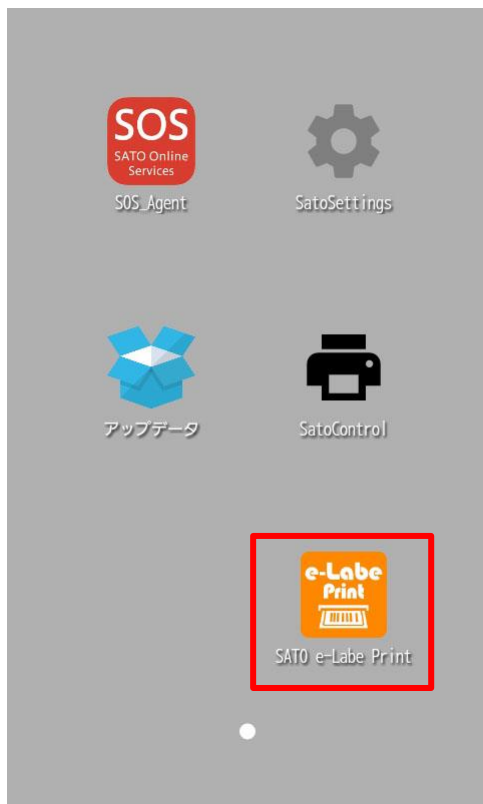 SOS
SATO Online
Services
SOS_Agent
SatoSettings
アップデータ
SatoControl
e-Labe
Print
SATO e-Labe Print